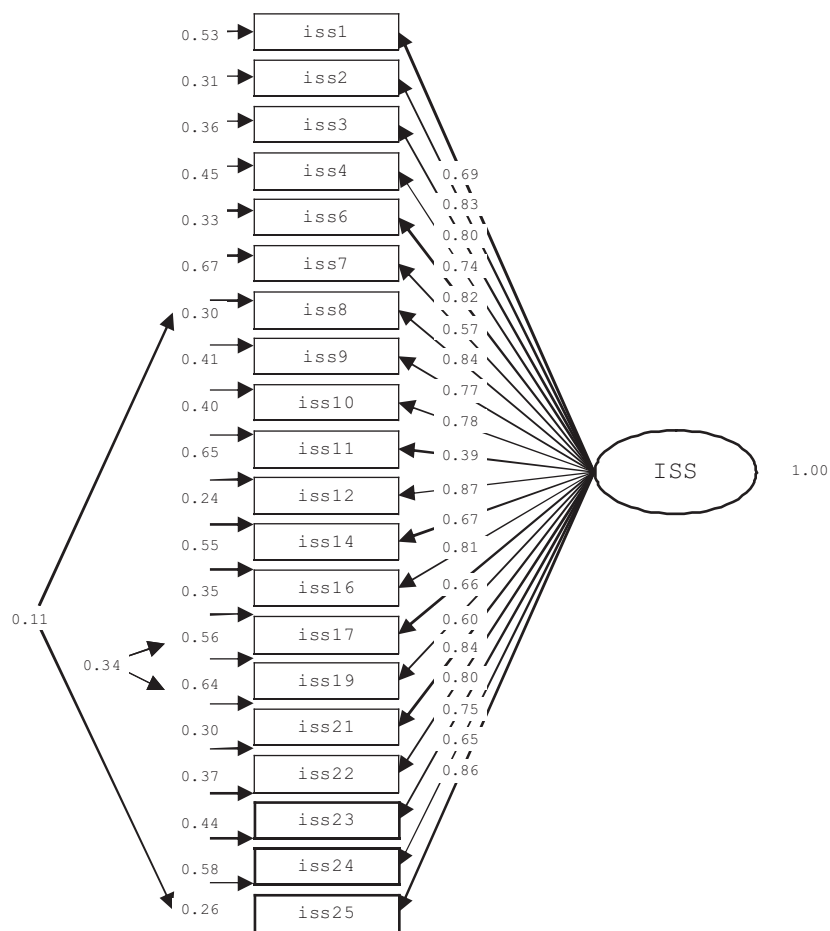 0.53 iss1
0.31 iss2
0.36 iss3
0.45 iss4
0.33 iss6
0.67 iss7
0.30 iss8
0.41 iss9
0.40 iss10
0.65 iss11
0.24 iss12
0.55 iss14
0.35 iss16
0.56 iss17
0.64 iss19
0.30 iss21
0.37 iss22
0.44 iss23
0.58 iss24
0.26 iss25
0.11
0.34
0.69
0.83
0.80
0.74
0.82
0.57
0.84
0.77
0.78
0.39
0.87
0.67
0.81
0.66
0.60
0.84
0.80
0.75
0.65
0.86
ISS
1.00